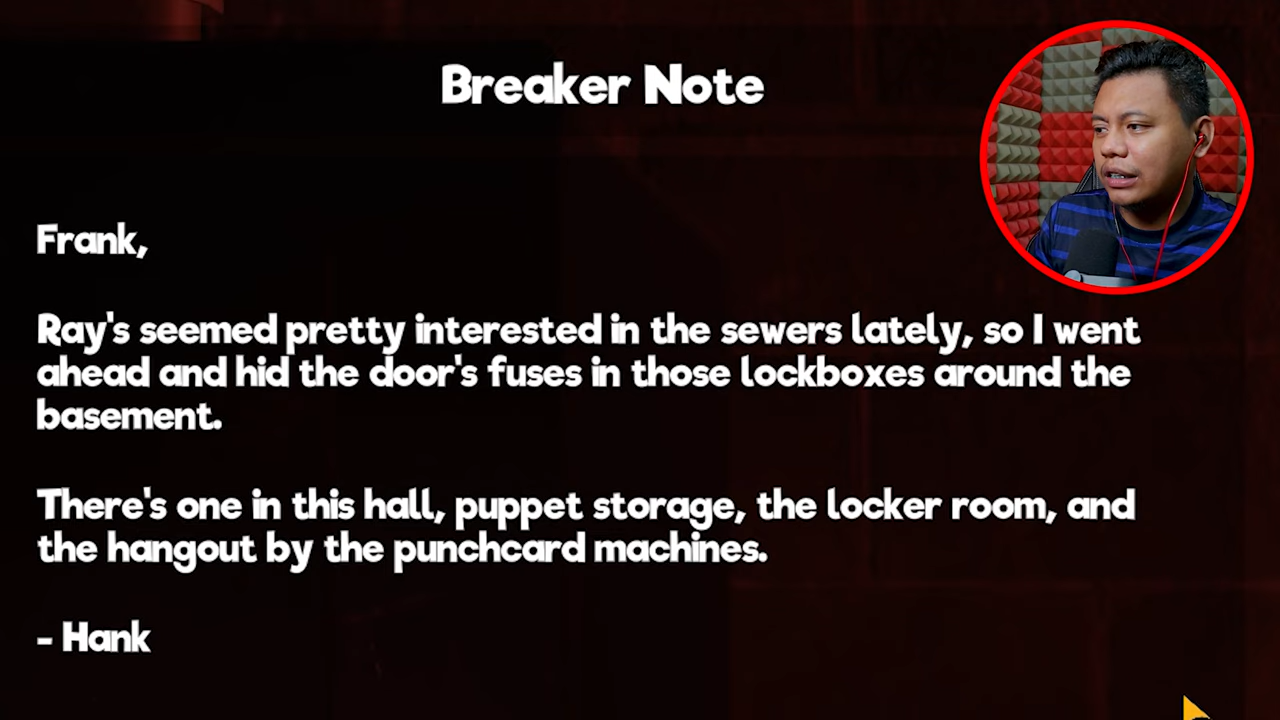 Breaker Note
Frank,
Ray's seemed pretty interested in the sewers lately, so I went
ahead and hid the door's fuses in those lockboxes around the
basement.
There's one in this hall, puppet storage, the locker room, and
the hangout by the punchcard machines.
- Hank